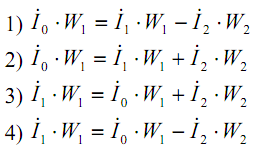 1) İ₀ · W₁ = İ₁ · W₁ − İ₂ · W₂
2) İ₀ · W₁ = İ₁ · W₁ + İ₂ · W₂
3) İ₁ · W₁ = İ₀ · W₁ + İ₂ · W₂
4) İ₁ · W₁ = İ₀ · W₁ − İ₂ · W₂